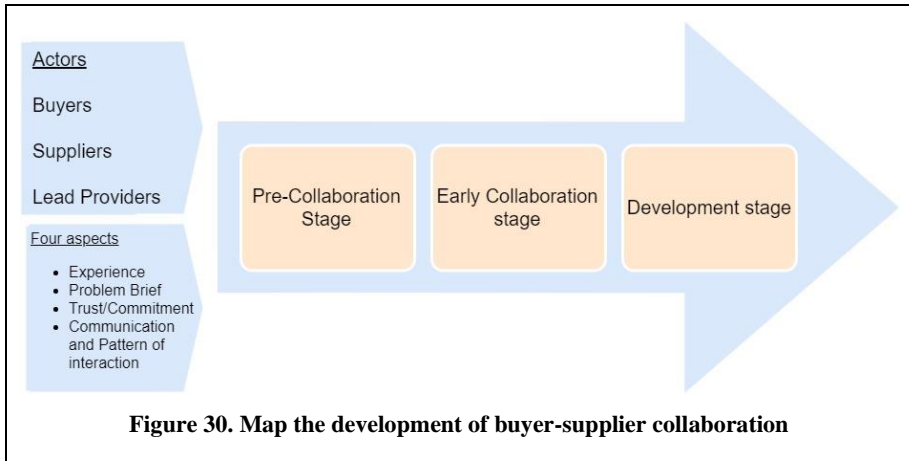 Actors
Buyers
Suppliers
Lead Providers
Four aspects
• Experience
• Problem Brief
• Trust/Commitment
• Communication
and Pattern of
interaction
Pre-Collaboration
Stage
Early Collaboration
stage
Development stage
Figure 30. Map the development of buyer-supplier collaboration